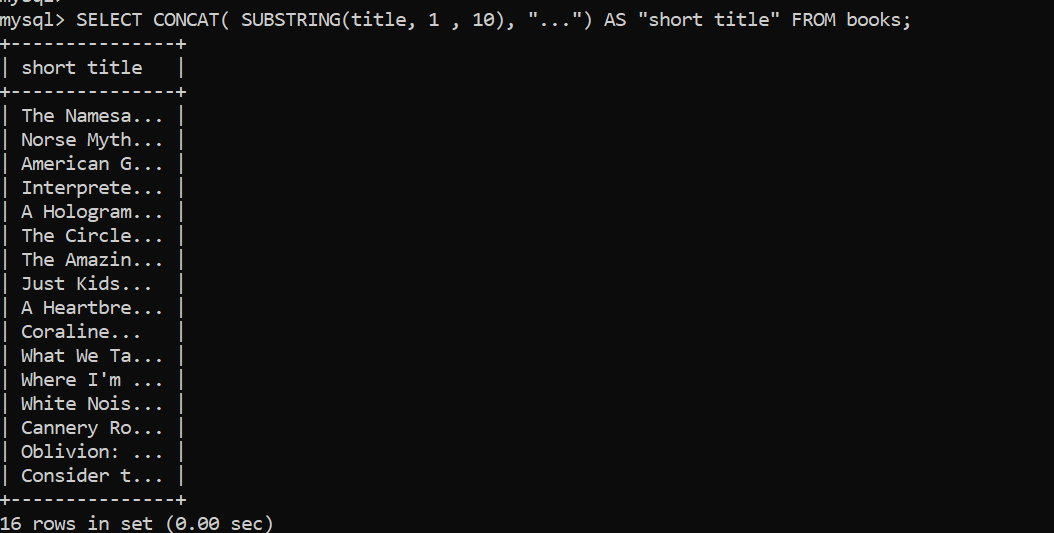 mysql>
mysql> SELECT CONCAT( SUBSTRING(title, 1 , 10), "...") AS "short title" FROM books;
+---------------+
| short title   |
+---------------+
| The Namesa... |
| Norse Myth... |
| American G... |
| Interprete... |
| A Hologram... |
| The Circle... |
| The Amazin... |
| Just Kids...  |
| A Heartbre... |
| Coraline...   |
| What We Ta... |
| Where I'm ... |
| White Nois... |
| Cannery Ro... |
| Oblivion: ... |
| Consider t... |
+---------------+
16 rows in set (0.00 sec)